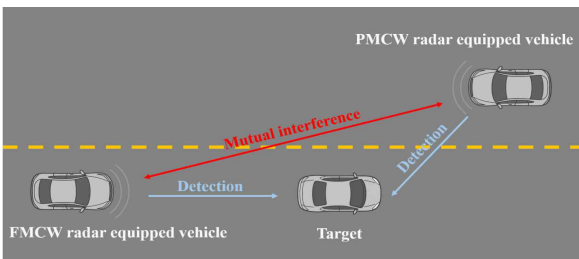 PMCW radar equipped vehicle
Mutual interference
Detection
Detection
FMCW radar equipped vehicle
Target